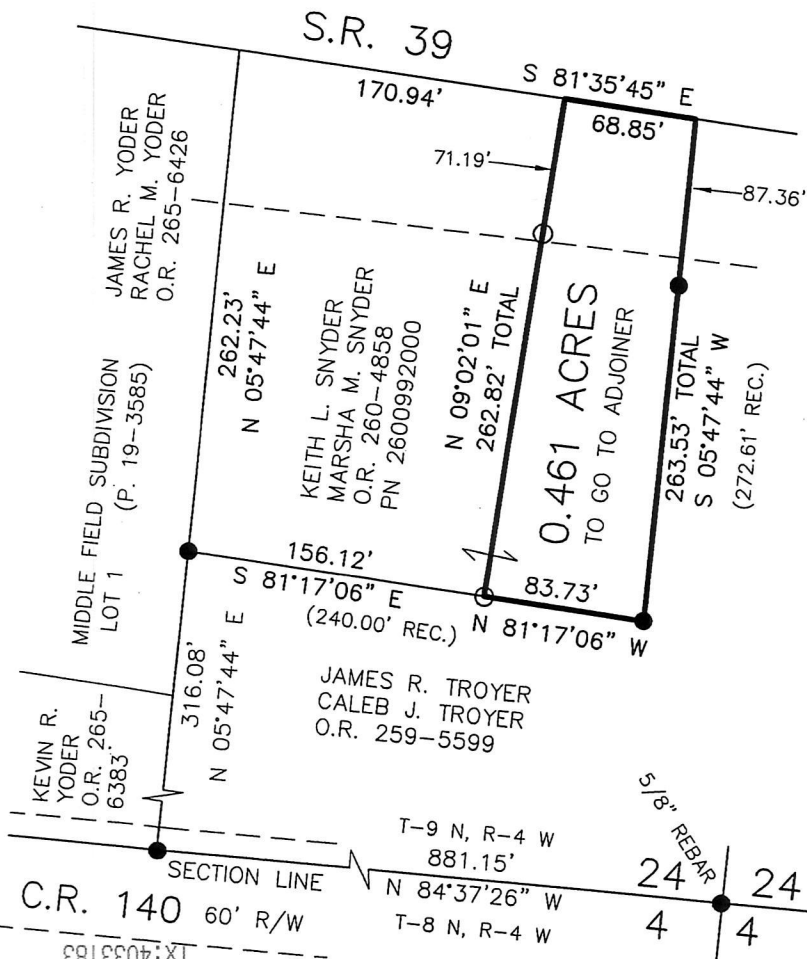 S.R. 39
S 81°35'45" E
170.94'
68.85'
71.19'
87.36'
JAMES R. YODER
RACHEL M. YODER
O.R. 265-6426
262.23'
N 05°47'44" E
KEITH L. SNYDER
MARSHA M. SNYDER
O.R. 260-4858
PN 2600992000
N 09°02'01" E
262.82' TOTAL
0.461 ACRES
TO GO TO ADJOINER
263.53' TOTAL
S 05°47'44" W
(272.61' REC.)
MIDDLE FIELD SUBDIVISION
LOT 1 (P. 19-3585)
156.12'
S 81°17'06" E
(240.00' REC.)
83.73'
N 81°17'06" W
316.08'
N 05°47'44" E
JAMES R. TROYER
CALEB J. TROYER
O.R. 259-5599
KEVIN R.
YODER
O.R. 265-
6383
5/8" REBAR
T-9 N, R-4 W
881.15'
SECTION LINE
N 84°37'26" W
T-8 N, R-4 W
24
24
4
4
C.R. 140 60' R/W
TX:4033183